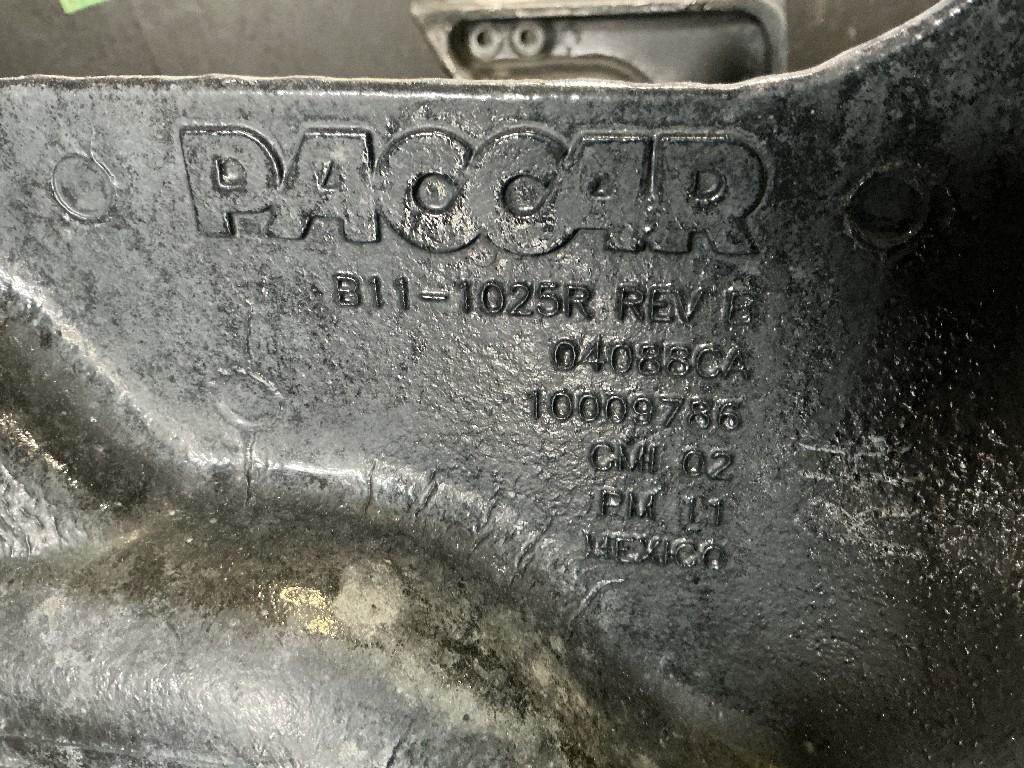 PACCAR
B11-1025R REV B
04088CA
10009786
CMI 02
PM 11
MEXICO